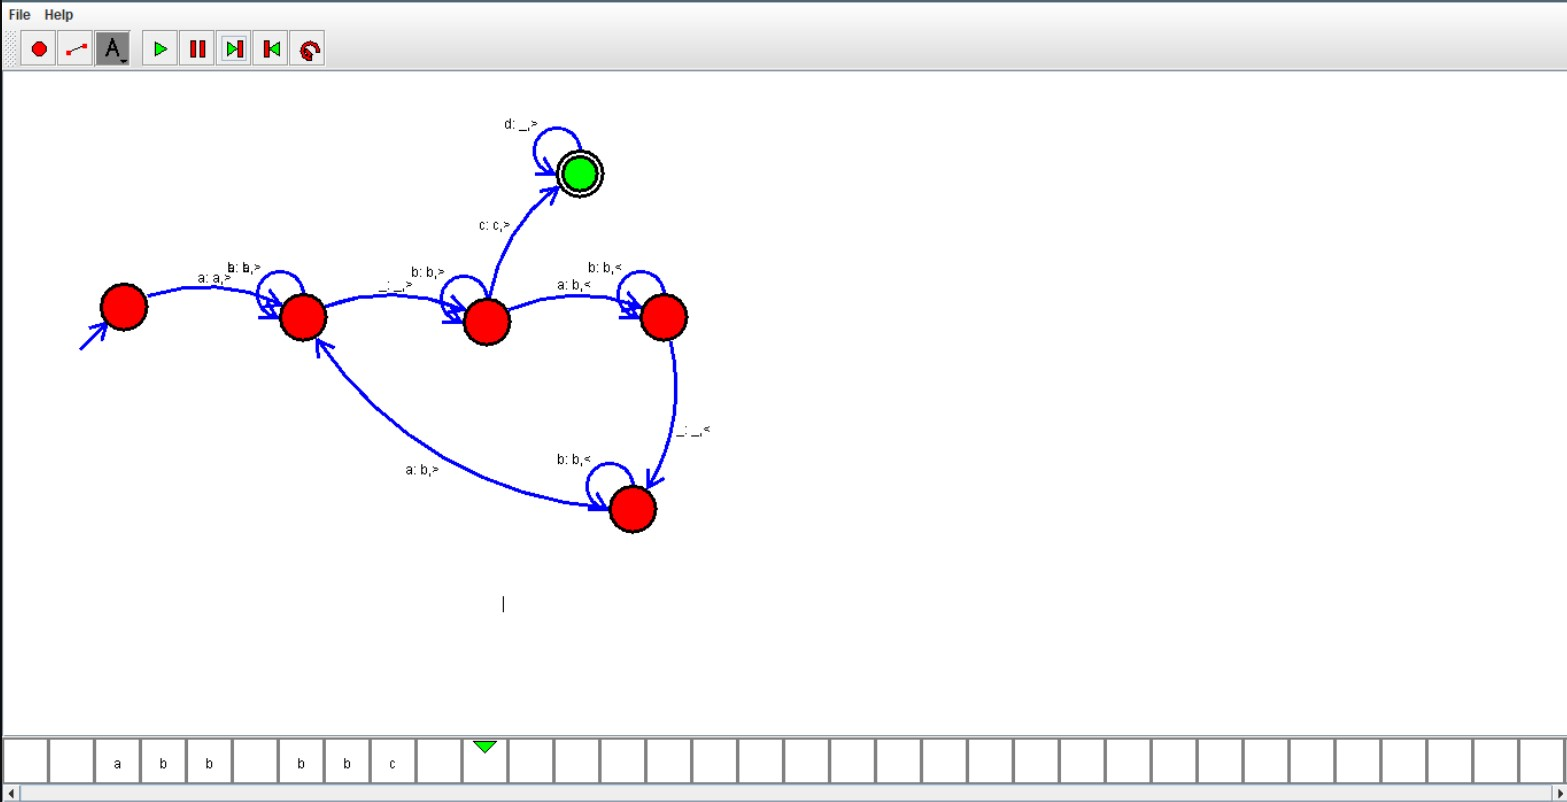 File Help
A
d: _,>
c: c,>
b: b,>
a: a,>
b: b,>
_: _,>
b: b,<
a: b,<
_: _,<
b: b,<
a: b,>
a b b b b c